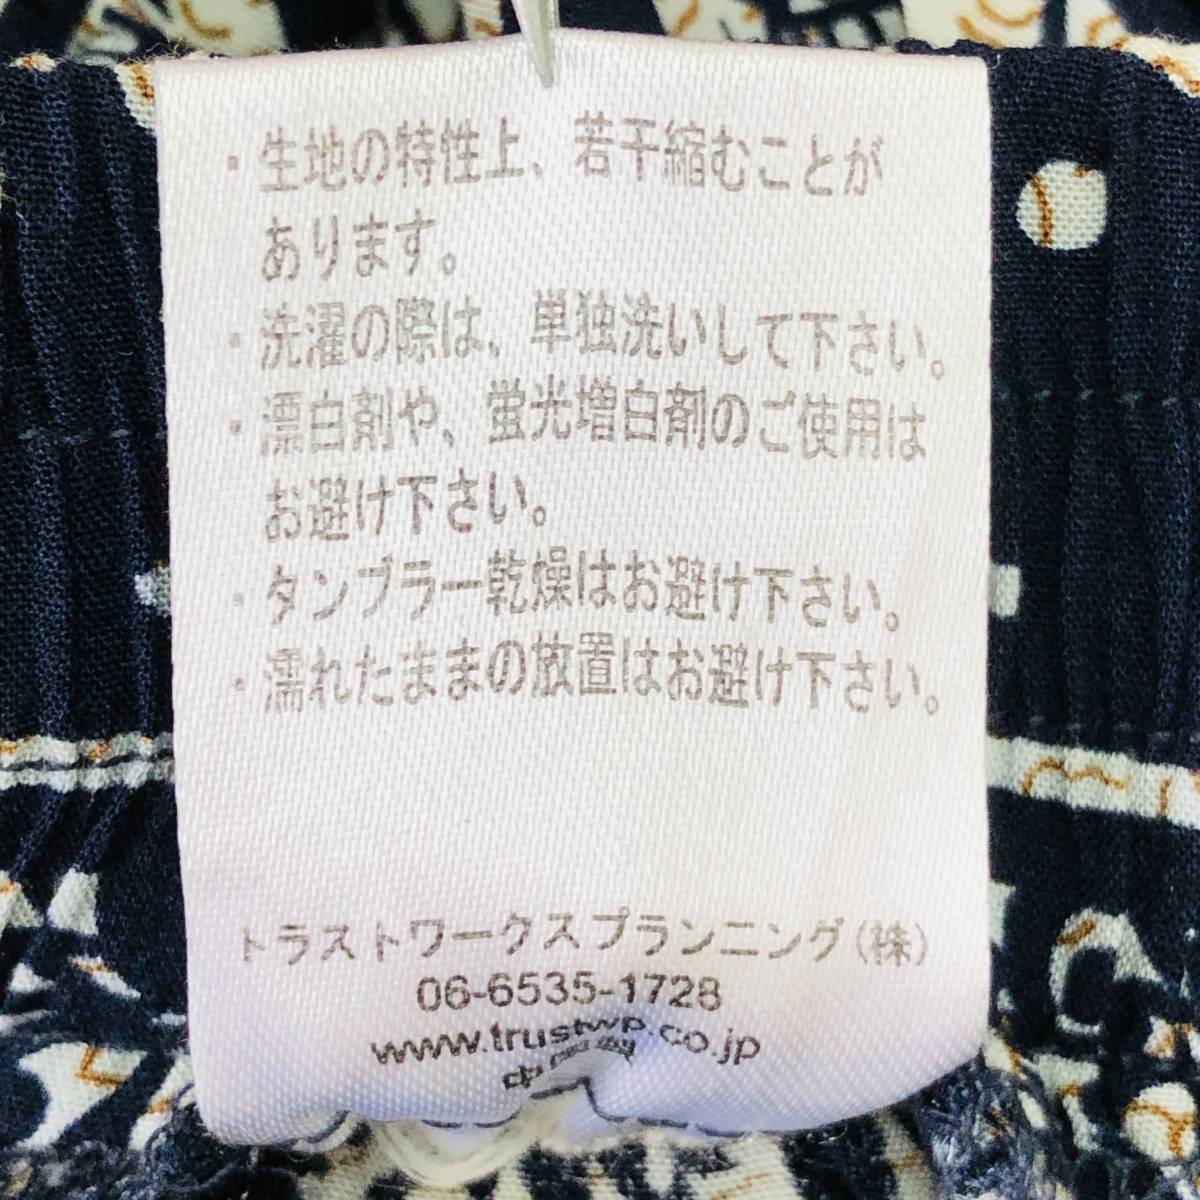 ・生地の特性上、若干縮むことが
あります。
・洗濯の際は、単独洗いして下さい。
・漂白剤や、蛍光増白剤のご使用は
お避け下さい。
・タンブラー乾燥はお避け下さい。
・濡れたままの放置はお避け下さい。
トラストワークスプランニング(株)
06-6535-1728
www.trustwp.co.jp
中国製